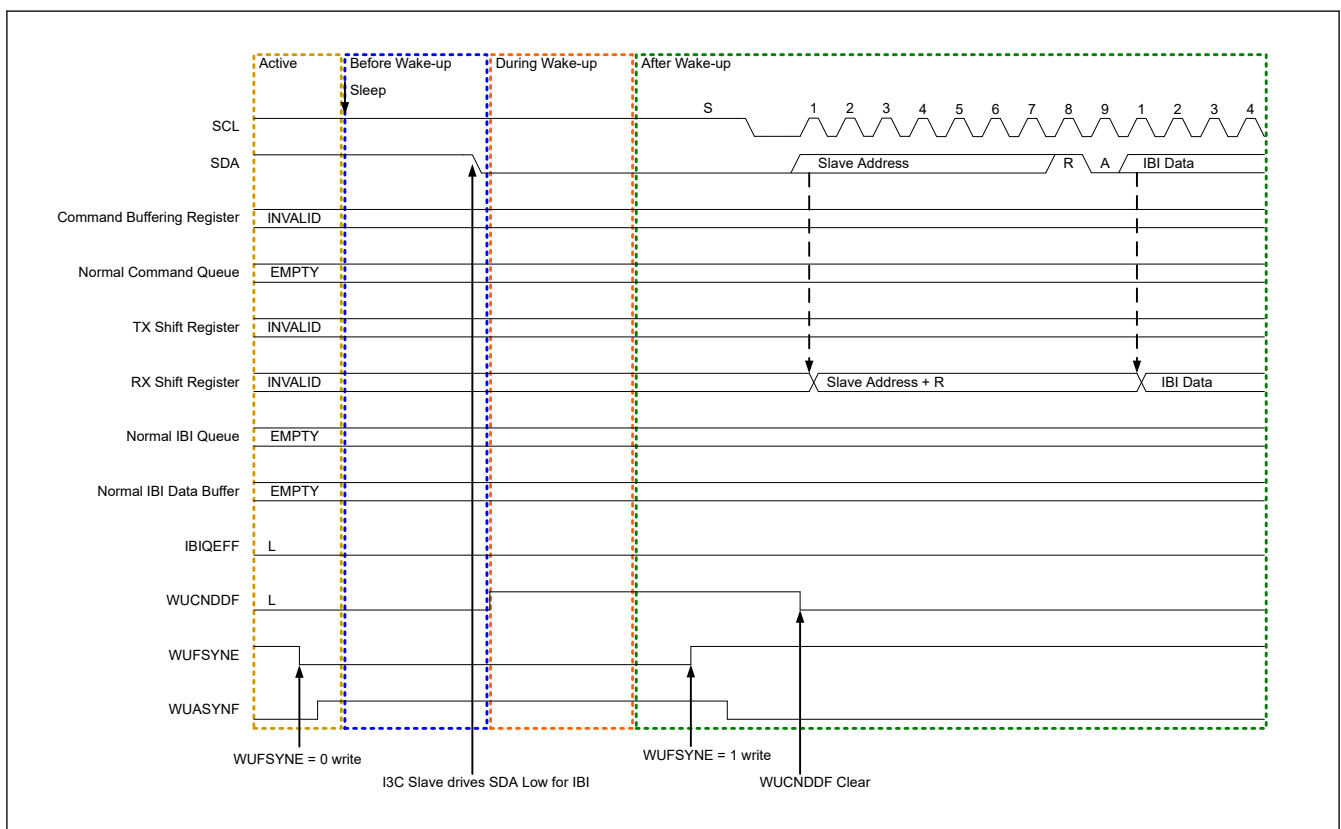 Active Before Wake-up During Wake-up After Wake-up
Sleep
S 1 2 3 4 5 6 7 8 9 1 2 3 4
SCL
SDA Slave Address R A IBI Data
Command Buffering Register INVALID
Normal Command Queue EMPTY
TX Shift Register INVALID
RX Shift Register INVALID Slave Address + R IBI Data
Normal IBI Queue EMPTY
Normal IBI Data Buffer EMPTY
IBIQEFF L
WUCNDDF L
WUFSYNE
WUASYNF
WUFSYNE = 0 write WUFSYNE = 1 write
I3C Slave drives SDA Low for IBI WUCNDDF Clear